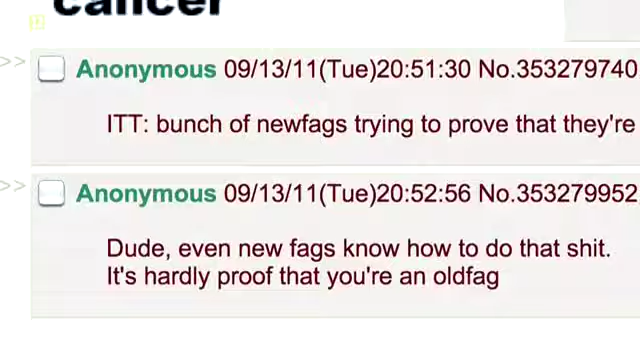 cancer
>> Anonymous 09/13/11(Tue)20:51:30 No.353279740
ITT: bunch of newfags trying to prove that they're
>> Anonymous 09/13/11(Tue)20:52:56 No.353279952
Dude, even new fags know how to do that shit.
It's hardly proof that you're an oldfag